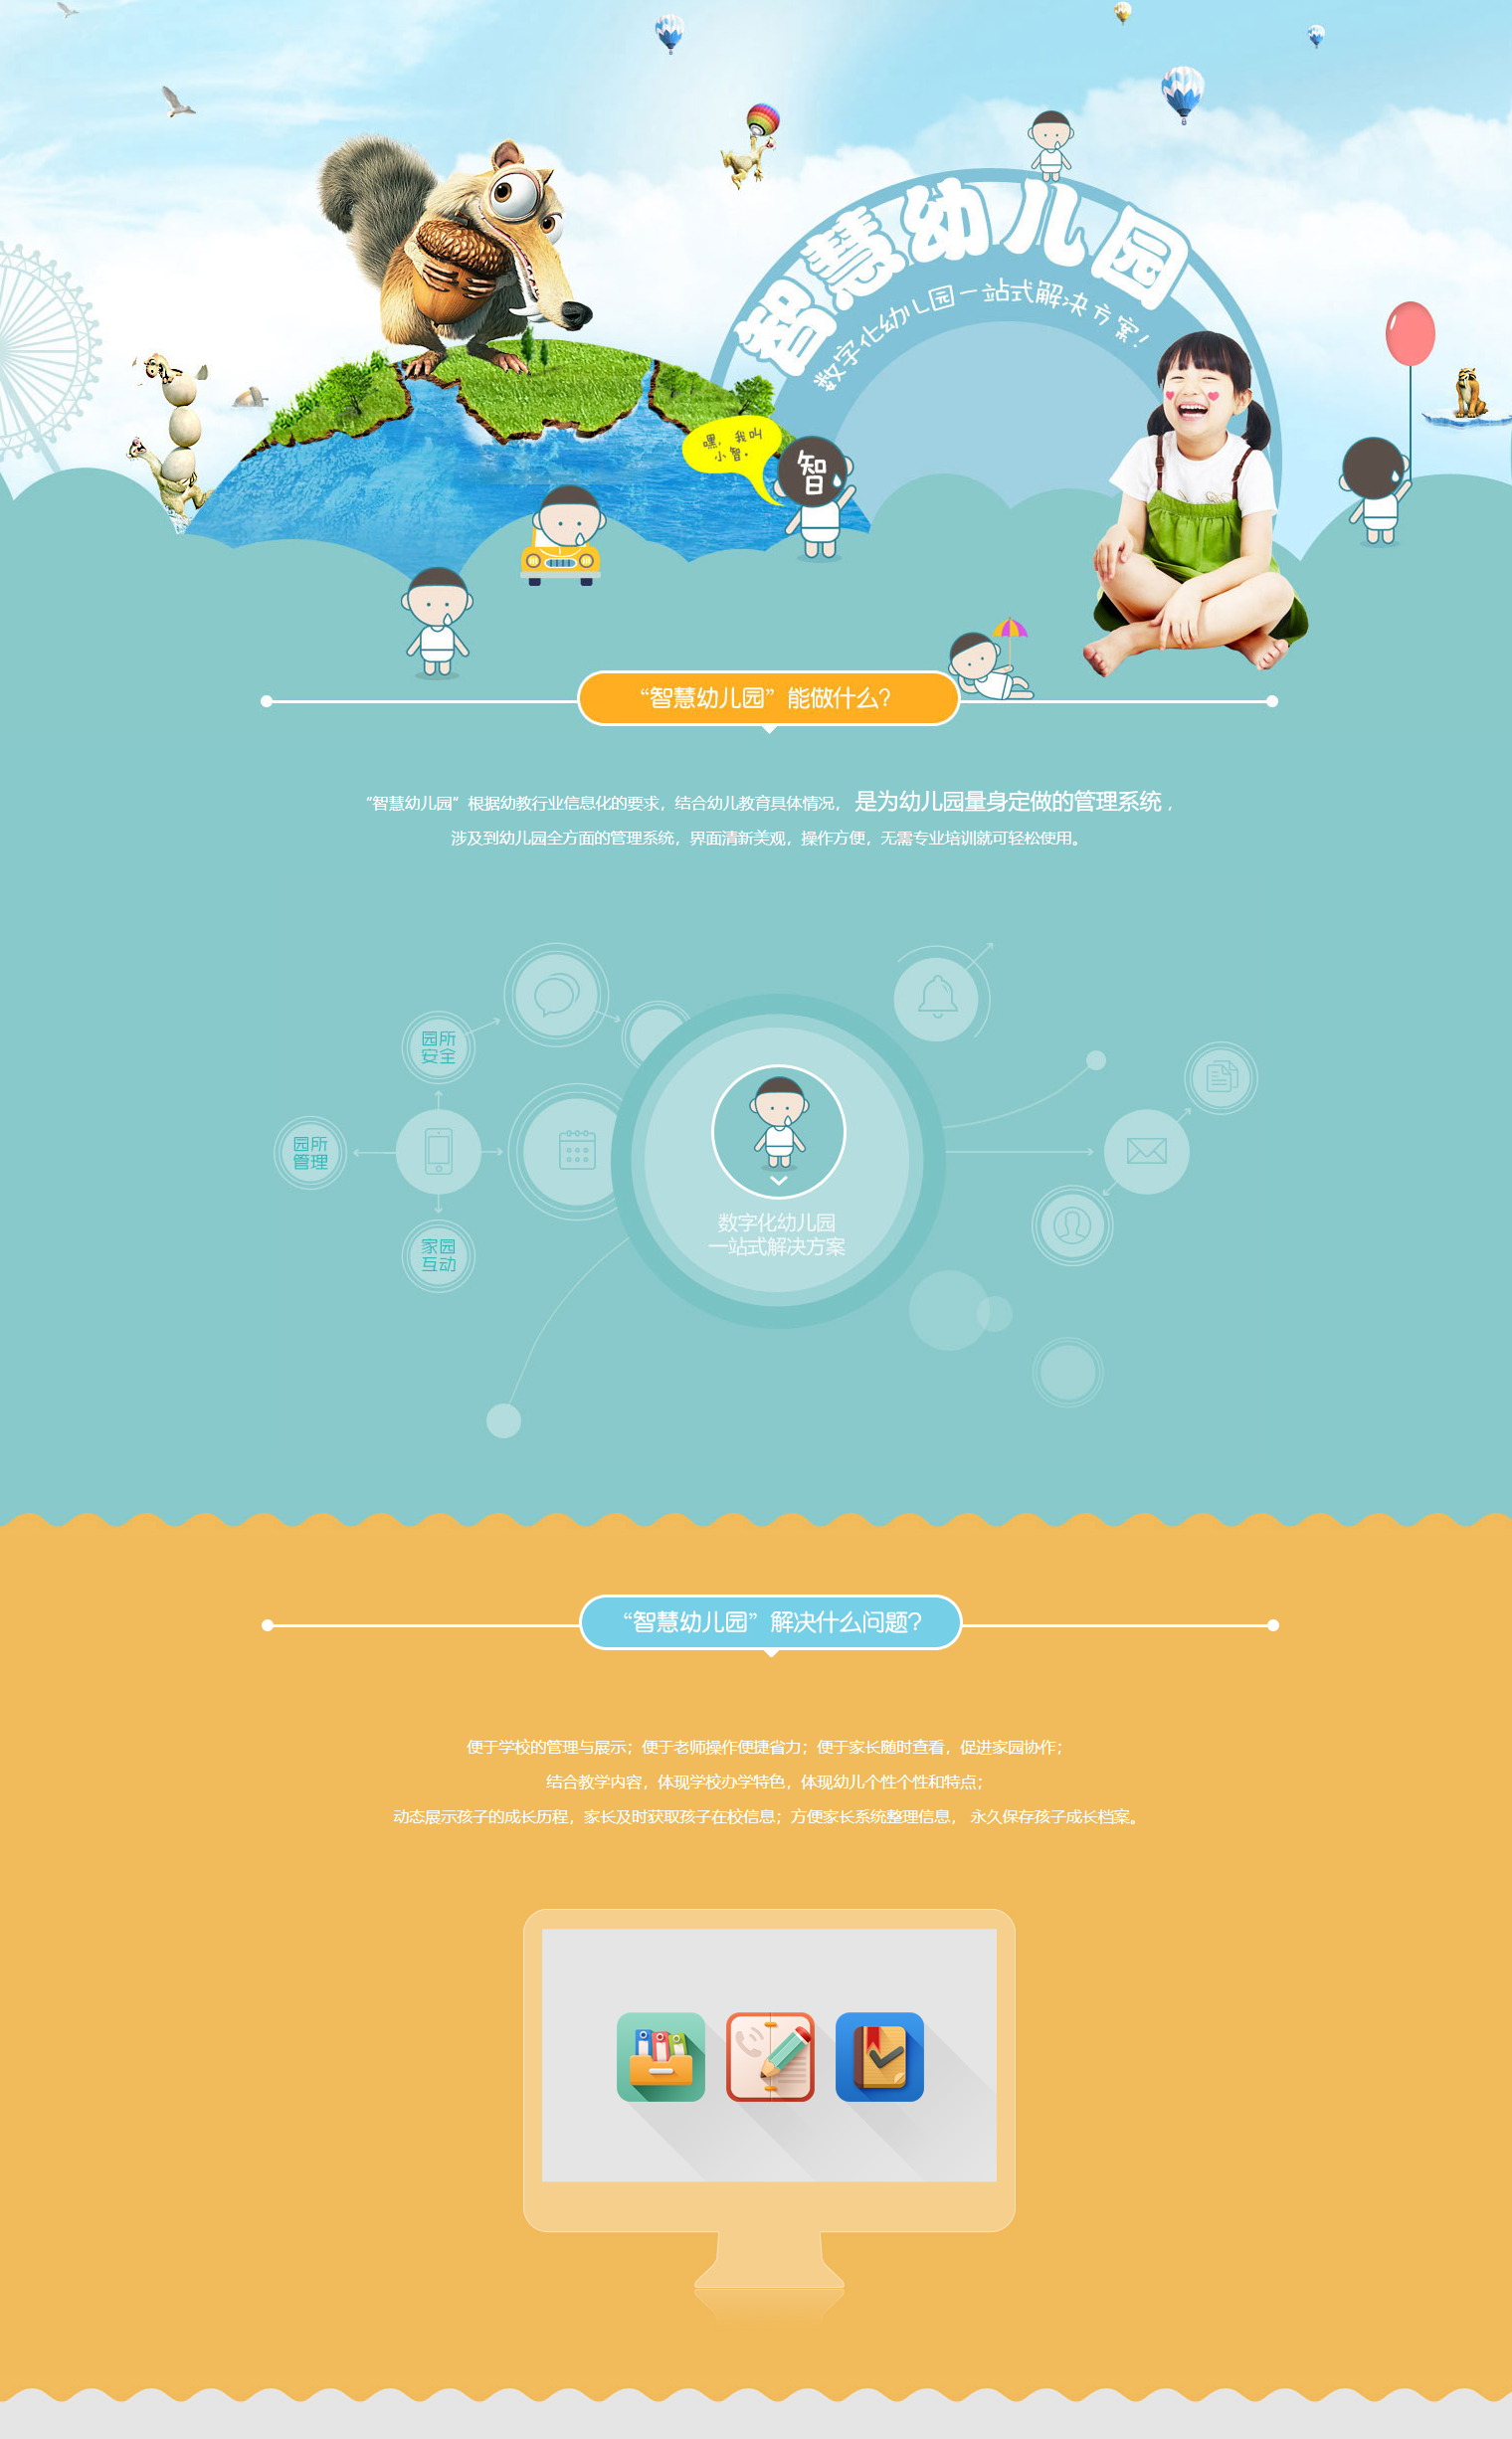 智慧幼儿园
数字化幼儿园一站式解决方案！
嘿，我叫
小智。
智
“智慧幼儿园”能做什么？
“智慧幼儿园”根据幼教行业信息化的要求，结合幼儿教育具体情况， 是为幼儿园量身定做的管理系统，
涉及到幼儿园全方面的管理系统，界面清新美观，操作方便，无需专业培训就可轻松使用。
园所
安全
园所
管理
家园
互动
数字化幼儿园
一站式解决方案
“智慧幼儿园”解决什么问题？
便于学校的管理与展示；便于老师操作便捷省力；便于家长随时查看，促进家园协作；
结合教学内容，体现学校办学特色，体现幼儿个性个性和特点；
动态展示孩子的成长历程，家长及时获取孩子在校信息；方便家长系统整理信息， 永久保存孩子成长档案。